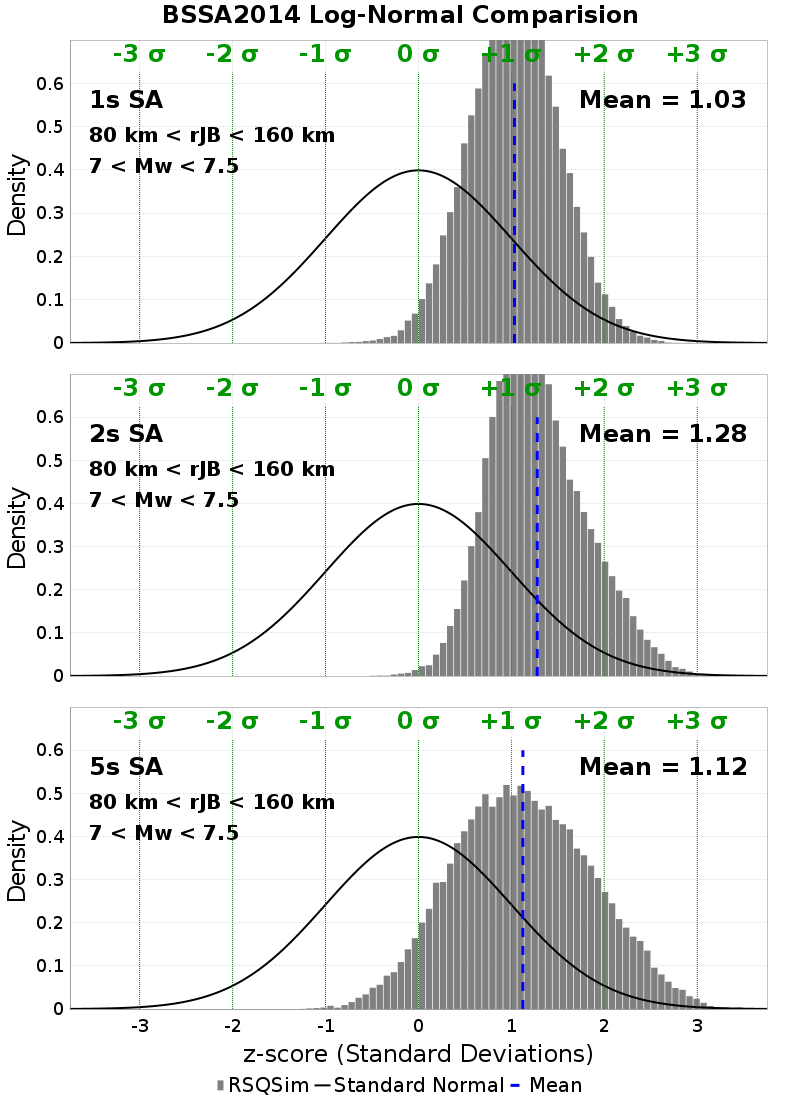 BSSA2014 Log-Normal Comparision
-3 σ -2 σ -1 σ 0 σ +1 σ +2 σ +3 σ
1s SA Mean = 1.03
80 km < rJB < 160 km
7 < Mw < 7.5
0.6
0.5
0.4
0.3
0.2
0.1
0
Density
-3 σ -2 σ -1 σ 0 σ +1 σ +2 σ +3 σ
2s SA Mean = 1.28
80 km < rJB < 160 km
7 < Mw < 7.5
0.6
0.5
0.4
0.3
0.2
0.1
0
Density
-3 σ -2 σ -1 σ 0 σ +1 σ +2 σ +3 σ
5s SA Mean = 1.12
80 km < rJB < 160 km
7 < Mw < 7.5
0.6
0.5
0.4
0.3
0.2
0.1
0
Density
-3 -2 -1 0 1 2 3
z-score (Standard Deviations)
RSQSim Standard Normal Mean